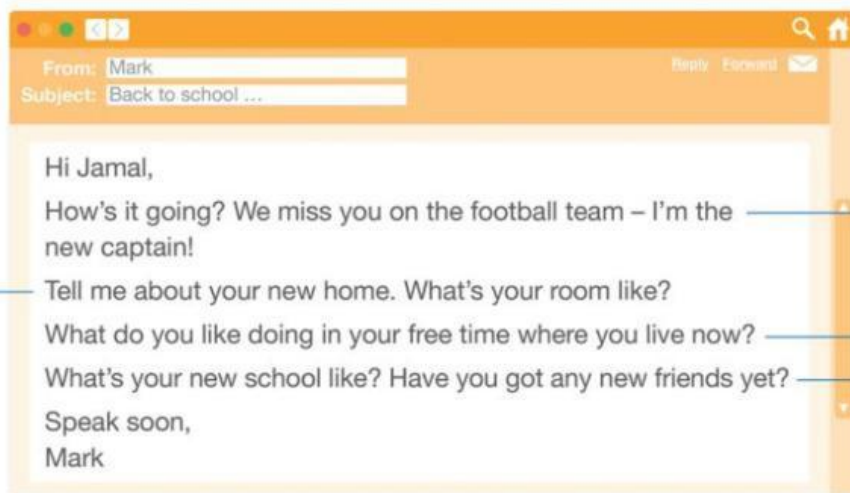 From: Mark
Reply Forward
Subject: Back to school ...
Hi Jamal,
How's it going? We miss you on the football team – I'm the
new captain!
Tell me about your new home. What's your room like?
What do you like doing in your free time where you live now?
What's your new school like? Have you got any new friends yet?
Speak soon,
Mark